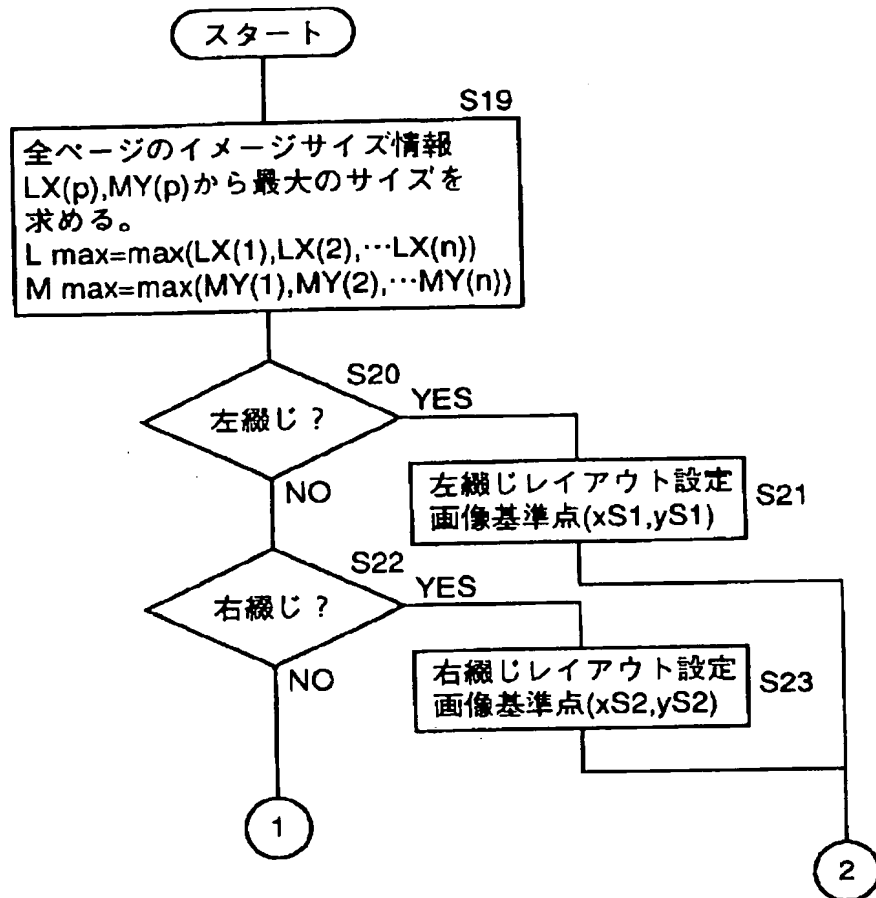 スタート
S19
全ページのイメージサイズ情報
LX(p),MY(p)から最大のサイズを
求める。
L max=max(LX(1),LX(2),…LX(n))
M max=max(MY(1),MY(2),…MY(n))
S20
左綴じ？
YES
NO
左綴じレイアウト設定
画像基準点(xS1,yS1)
S21
S22
右綴じ？
YES
NO
右綴じレイアウト設定
画像基準点(xS2,yS2)
S23
1
2